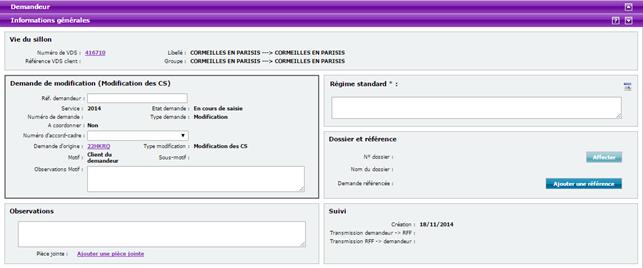 Demandeur
Informations générales
Vie du sillon
Numéro de VDS : 416710 Libellé : CORMEILLES EN PARISIS ---> CORMEILLES EN PARISIS
Référence VDS client : Groupe : CORMEILLES EN PARISIS ---> CORMEILLES EN PARISIS
Demande de modification (Modification des CS)
Réf. demandeur :
Service : 2014 Etat demande : En cours de saisie
Numéro de demande : Type demande : Modification
A coordonner : Non
Numéro d'accord-cadre :
Demande d'origine : 22HKRQ Type modification : Modification des CS
Motif : Client du demandeur Sous-motif :
Observations Motif :
Régime standard * :
Dossier et référence
N° dossier : Affecter
Nom du dossier :
Demande référencée : Ajouter une référence
Observations
Pièce jointe : Ajouter une pièce jointe
Suivi
Création : 18/11/2014
Transmission demandeur -> RFF :
Transmission RFF -> demandeur :